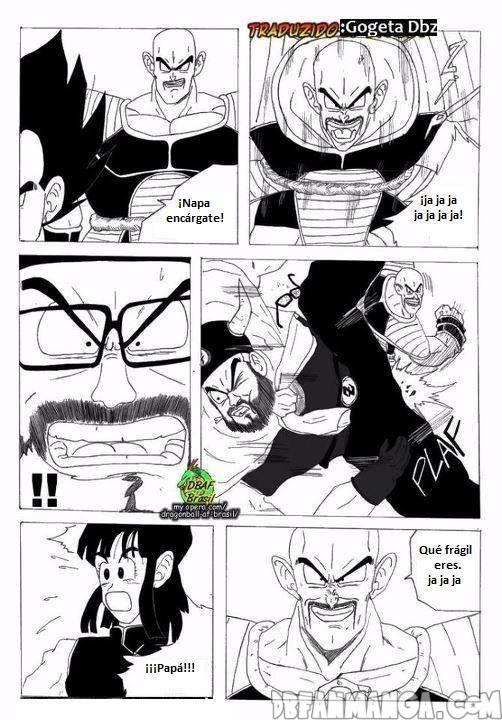 TRADUZIDO:Gogeta Dbz
¡Napa
encárgate!
¡ja ja ja
ja ja ja ja!
!!
DBAF
Brasil
my.opera.com/
dragonball-af-brasil/
PLAF
¡¡¡Papá!!!
Qué frágil
eres.
ja ja ja
DBFANMANGA.COM